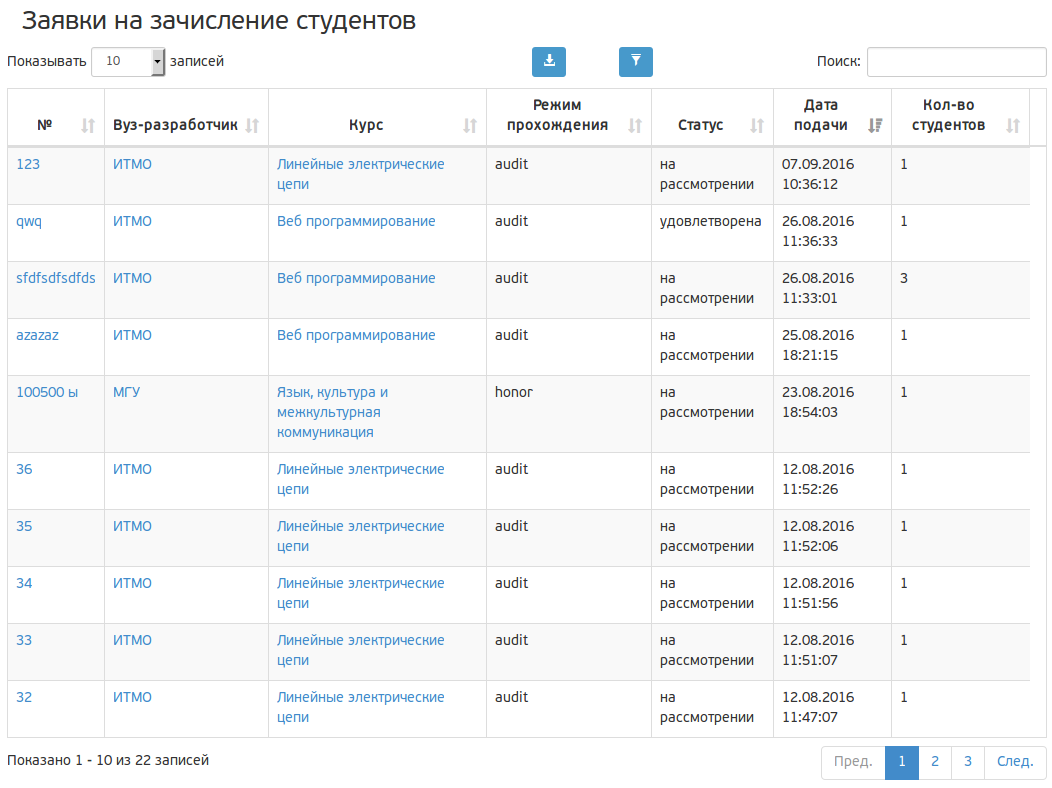 Заявки на зачисление студентов
Показывать 10 записей Поиск:
№ Вуз-разработчик Курс Режим прохождения Статус Дата подачи Кол-во студентов
123 ИТМО Линейные электрические цепи audit на рассмотрении 07.09.2016 10:36:12 1
qwq ИТМО Веб программирование audit удовлетворена 26.08.2016 11:36:33 1
sfdfsdfsdfds ИТМО Веб программирование audit на рассмотрении 26.08.2016 11:33:01 3
azazaz ИТМО Веб программирование audit на рассмотрении 25.08.2016 18:21:15 1
100500 ы МГУ Язык, культура и межкультурная коммуникация honor на рассмотрении 23.08.2016 18:54:03 1
36 ИТМО Линейные электрические цепи audit на рассмотрении 12.08.2016 11:52:26 1
35 ИТМО Линейные электрические цепи audit на рассмотрении 12.08.2016 11:52:06 1
34 ИТМО Линейные электрические цепи audit на рассмотрении 12.08.2016 11:51:56 1
33 ИТМО Линейные электрические цепи audit на рассмотрении 12.08.2016 11:51:07 1
32 ИТМО Линейные электрические цепи audit на рассмотрении 12.08.2016 11:47:07 1
Показано 1 - 10 из 22 записей Пред. 1 2 3 След.